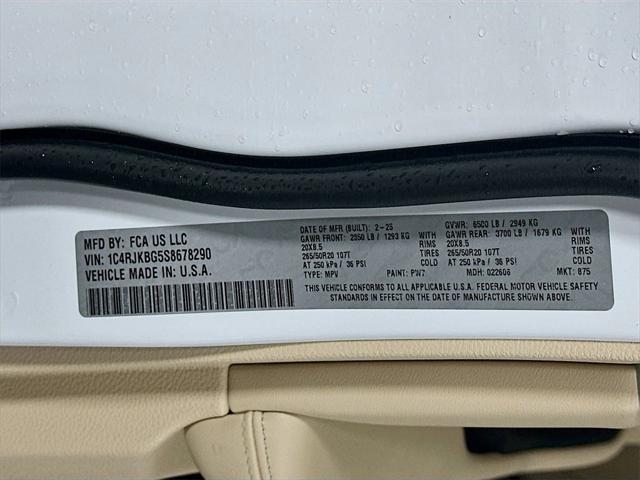 MFD BY: FCA US LLC
VIN: 1C4RJKBG5S8678290
VEHICLE MADE IN U.S.A.
DATE OF MFR (BUILT): 2-25 GVWR: 6500 LB / 2949 KG
GAWR FRONT: 2850 LB / 1293 KG WITH GAWR REAR: 3700 LB / 1679 KG WITH
20X8.5 RIMS 20X8.5 RIMS
265/50R20 107T TIRES 265/50R20 107T TIRES
AT 250 kPa / 36 PSI COLD AT 250 kPa / 36 PSI COLD
TYPE: MPV PAINT: PW7 MDH: 022606 MKT: 875
THIS VEHICLE CONFORMS TO ALL APPLICABLE U.S.A. FEDERAL MOTOR VEHICLE SAFETY
STANDARDS IN EFFECT ON THE DATE OF MANUFACTURE SHOWN ABOVE